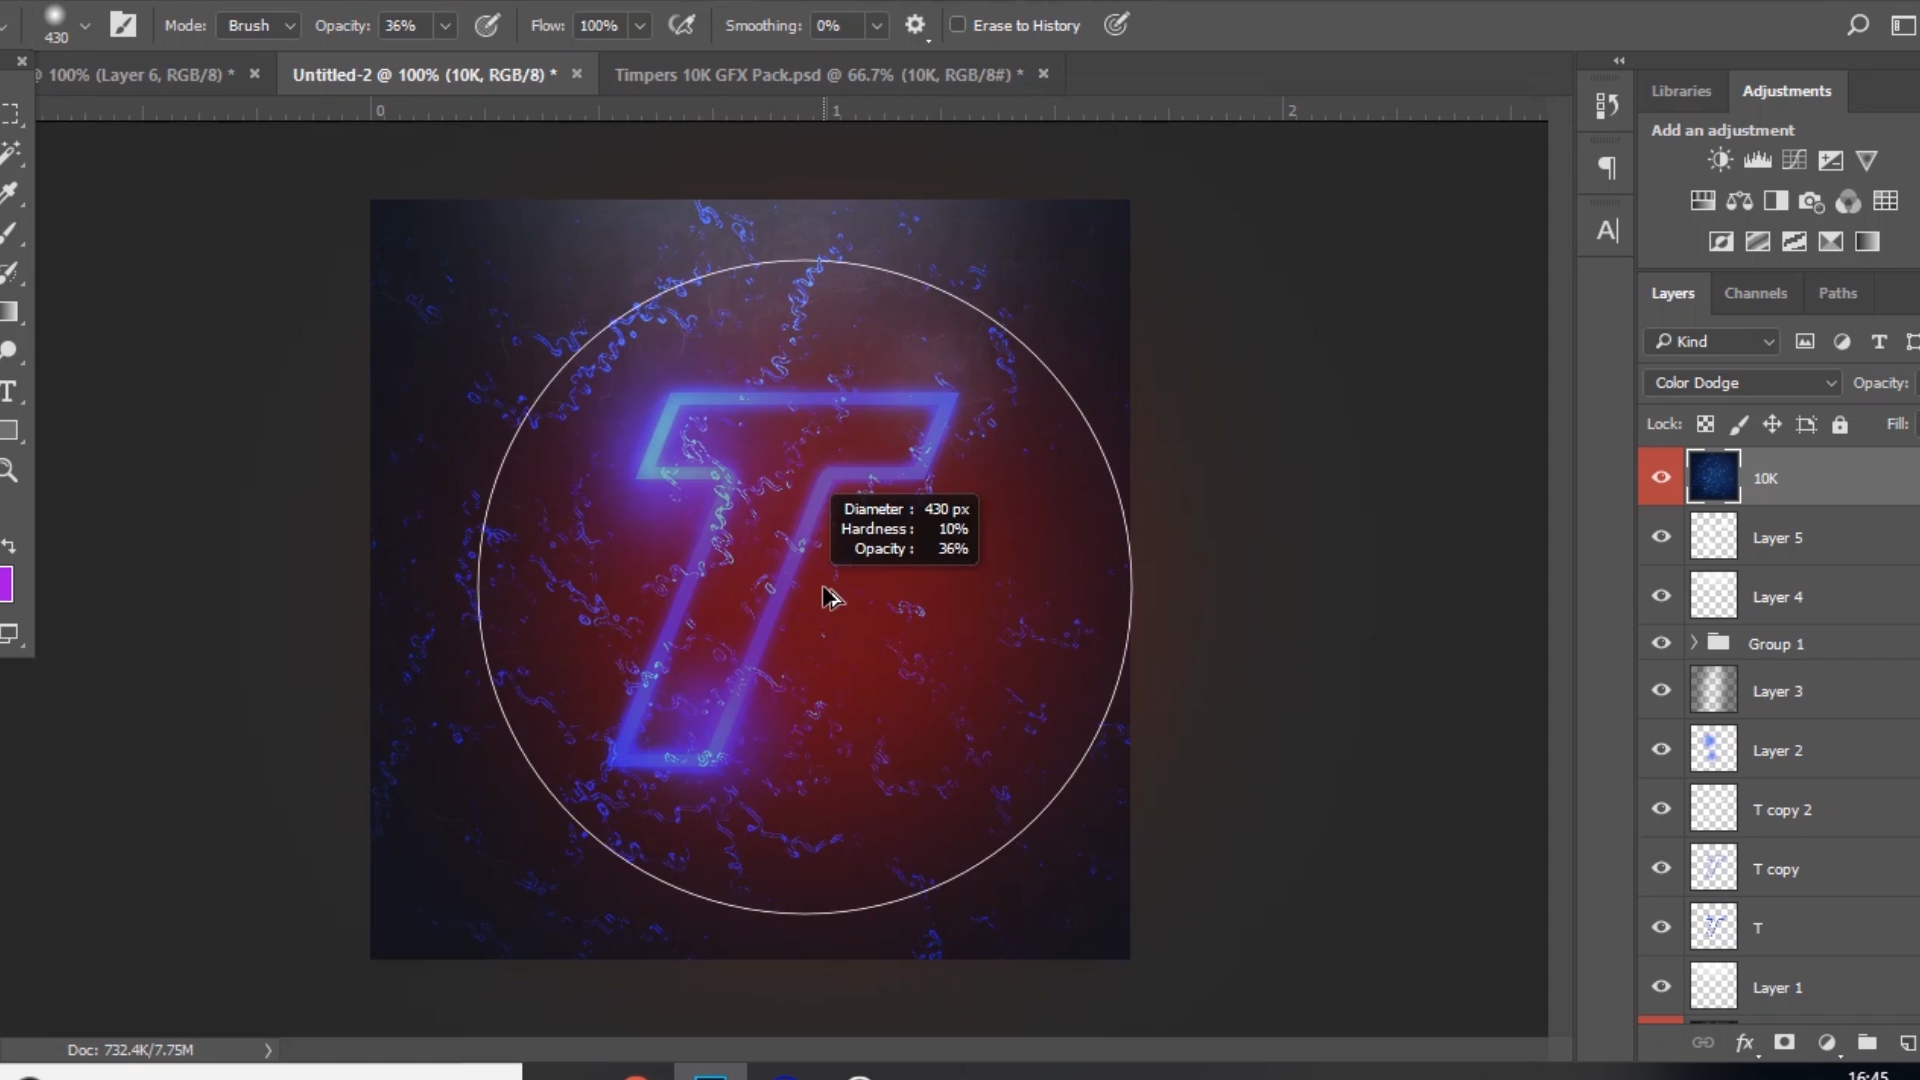 430
Mode: Brush
Opacity: 36%
Flow: 100%
Smoothing: 0%
Erase to History
@ 100% (Layer 6, RGB/8) *
Untitled-2 @ 100% (10K, RGB/8) *
Timpers 10K GFX Pack.psd @ 66.7% (10K, RGB/8#) *
0
1
2
T
Diameter : 430 px
Hardness : 10%
Opacity : 36%
Libraries
Adjustments
Add an adjustment
Layers
Channels
Paths
Kind
Color Dodge
Opacity:
Lock:
Fill:
10K
Layer 5
Layer 4
Group 1
Layer 3
Layer 2
T copy 2
T copy
T
Layer 1
fx
Doc: 732.4K/7.75M
16:45